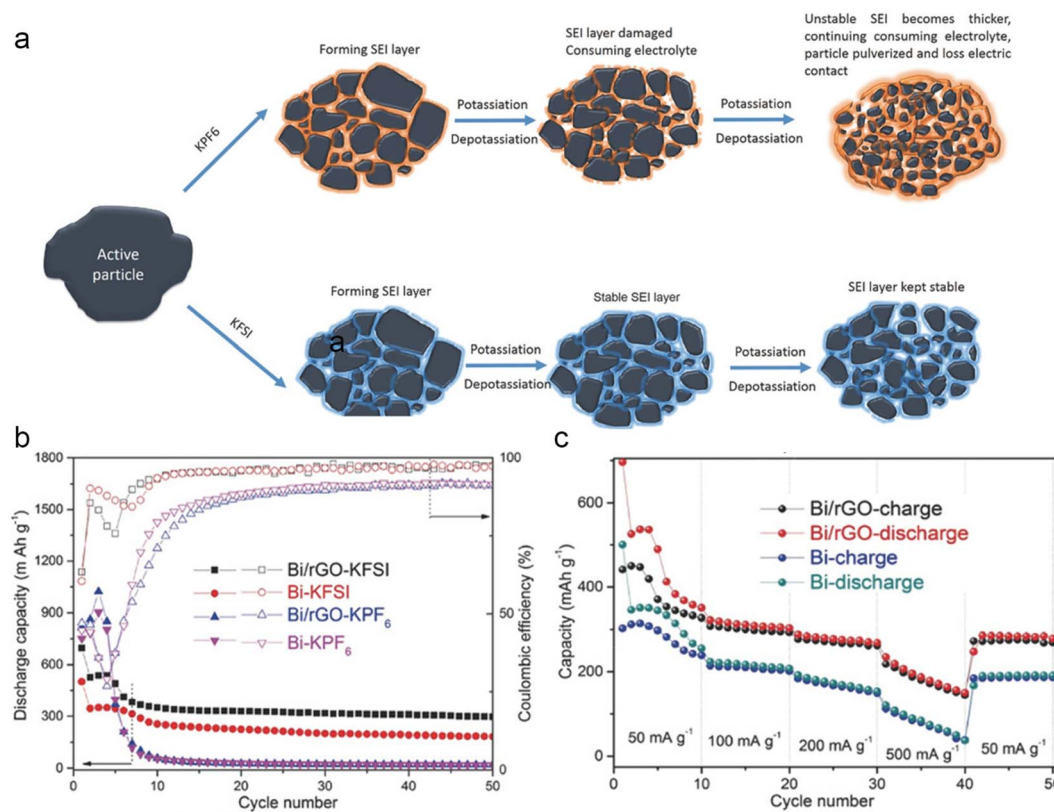 a
Unstable SEI becomes thicker,
continuing consuming electrolyte,
particle pulverized and loss electric
contact
Forming SEI layer
SEI layer damaged
Consuming electrolyte
KPF6
Potassiation
Depotassiation
Potassiation
Depotassiation
Active
particle
KFSI
Forming SEI layer
Stable SEI layer
SEI layer kept stable
a
Potassiation
Depotassiation
Potassiation
Depotassiation
b
Discharge capacity (m Ah g⁻¹)
1800
1500
1200
900
600
300
0
Bi/rGO-KFSI
Bi-KFSI
Bi/rGO-KPF₆
Bi-KPF₆
100
50
0
Coulombic efficiency (%)
0 5 10 15 20 25 30 35 40 45 50
Cycle number
c
Capacity (mAh g⁻¹)
600
400
200
0
Bi/rGO-charge
Bi/rGO-discharge
Bi-charge
Bi-discharge
50 mA g⁻¹
100 mA g⁻¹
200 mA g⁻¹
500 mA g⁻¹
50 mA g⁻¹
0 10 20 30 40 50
Cycle number